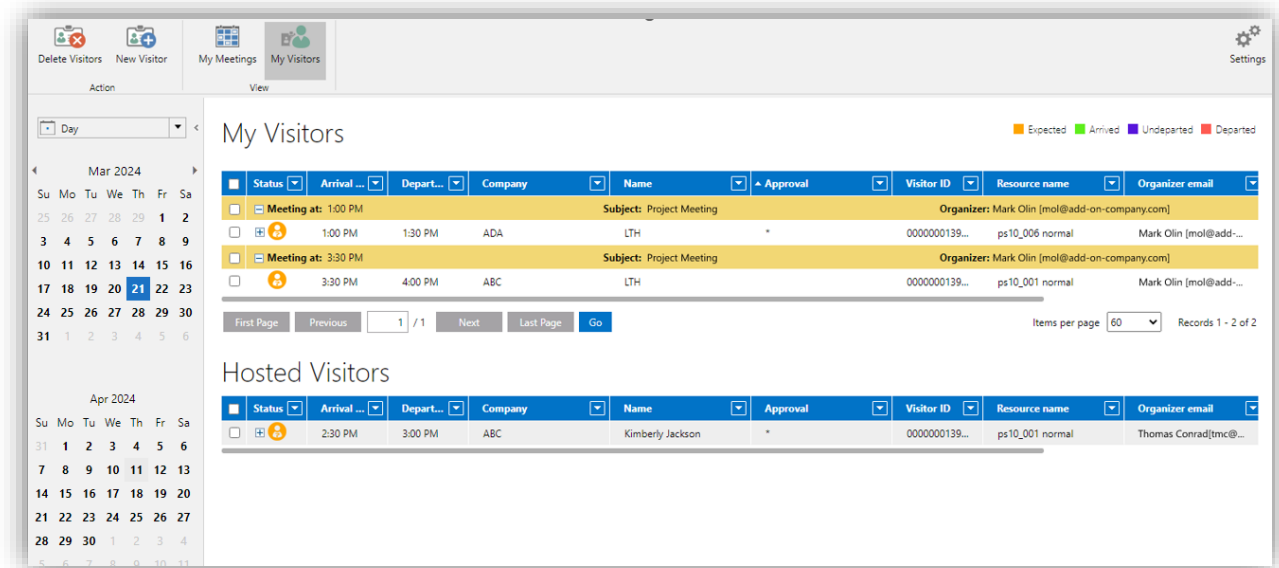 Delete Visitors New Visitor My Meetings My Visitors Settings
Action View
Day
My Visitors
Expected Arrived Undeparted Departed
Mar 2024
Su Mo Tu We Th Fr Sa
25 26 27 28 29 1 2
3 4 5 6 7 8 9
10 11 12 13 14 15 16
17 18 19 20 21 22 23
24 25 26 27 28 29 30
31 1 2 3 4 5 6
Apr 2024
Su Mo Tu We Th Fr Sa
31 1 2 3 4 5 6
7 8 9 10 11 12 13
14 15 16 17 18 19 20
21 22 23 24 25 26 27
28 29 30 1 2 3 4
5 6 7 8 9 10 11
Status Arrival ... Depart... Company Name Approval Visitor ID Resource name Organizer email
Meeting at: 1:00 PM Subject: Project Meeting Organizer: Mark Olin [mol@add-on-company.com]
1:00 PM 1:30 PM ADA LTH * 0000000139... ps10_006 normal Mark Olin [mol@add-...
Meeting at: 3:30 PM Subject: Project Meeting Organizer: Mark Olin [mol@add-on-company.com]
3:30 PM 4:00 PM ABC LTH 0000000139... ps10_001 normal Mark Olin [mol@add-...
First Page Previous 1 / 1 Next Last Page Go Items per page 60 Records 1 - 2 of 2
Hosted Visitors
Status Arrival ... Depart... Company Name Approval Visitor ID Resource name Organizer email
2:30 PM 3:00 PM ABC Kimberly Jackson * 0000000139... ps10_001 normal Thomas Conrad[tmc@...